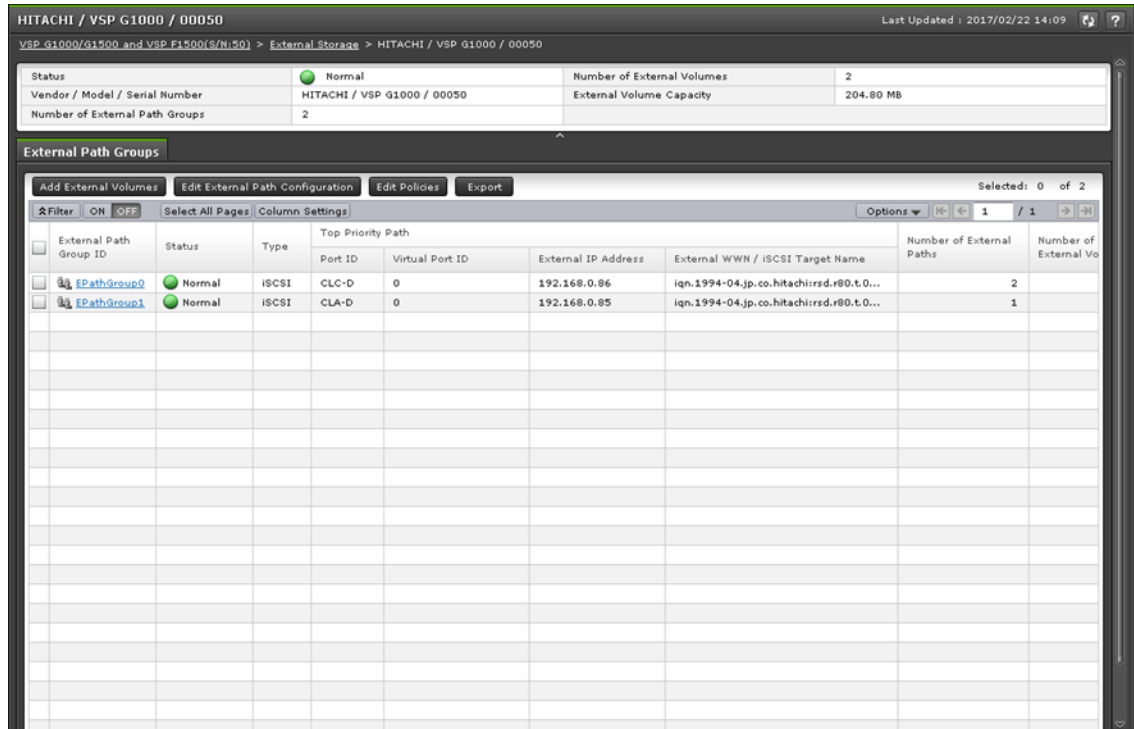 HITACHI / VSP G1000 / 00050 Last Updated : 2017/02/22 14:09 ?
VSP G1000/G1500 and VSP F1500(S/N:50) > External Storage > HITACHI / VSP G1000 / 00050
Status Normal Number of External Volumes 2
Vendor / Model / Serial Number HITACHI / VSP G1000 / 00050 External Volume Capacity 204.80 MB
Number of External Path Groups 2
External Path Groups
Add External Volumes Edit External Path Configuration Edit Policies Export Selected: 0 of 2
Filter ON OFF Select All Pages Column Settings Options 1 / 1
External Path Group ID Status Type Top Priority Path Number of External Paths Number of External Vo
Port ID Virtual Port ID External IP Address External WWN / iSCSI Target Name
EPathGroup0 Normal iSCSI CLC-D 0 192.168.0.86 iqn.1994-04.jp.co.hitachi:rsd.r80.t.0... 2
EPathGroup1 Normal iSCSI CLA-D 0 192.168.0.85 iqn.1994-04.jp.co.hitachi:rsd.r80.t.0... 1